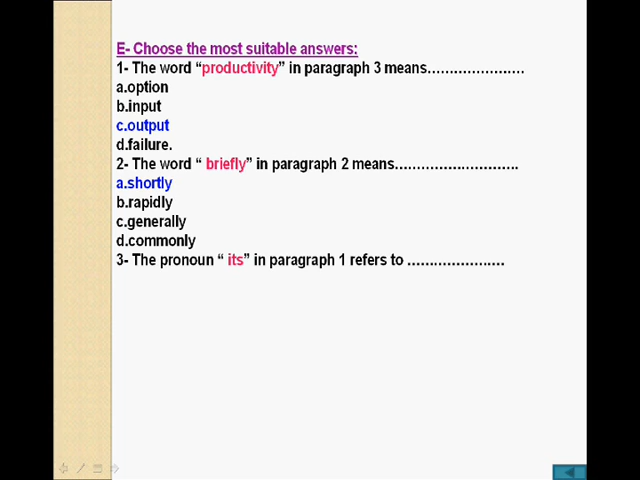 E- Choose the most suitable answers:
1- The word “productivity” in paragraph 3 means……………………
a.option
b.input
c.output
d.failure.
2- The word “ briefly” in paragraph 2 means…………………………
a.shortly
b.rapidly
c.generally
d.commonly
3- The pronoun “ its” in paragraph 1 refers to ……………………